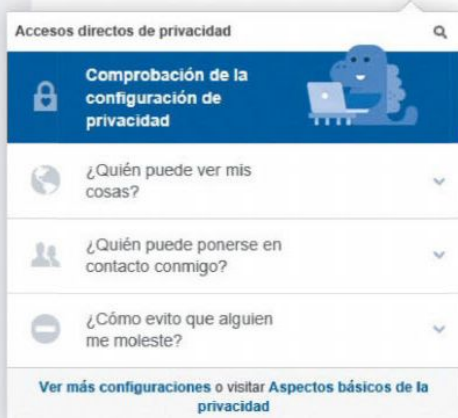 Accesos directos de privacidad
Comprobación de la
configuración de
privacidad
¿Quién puede ver mis
cosas?
¿Quién puede ponerse en
contacto conmigo?
¿Cómo evito que alguien
me moleste?
Ver más configuraciones o visitar Aspectos básicos de la
privacidad